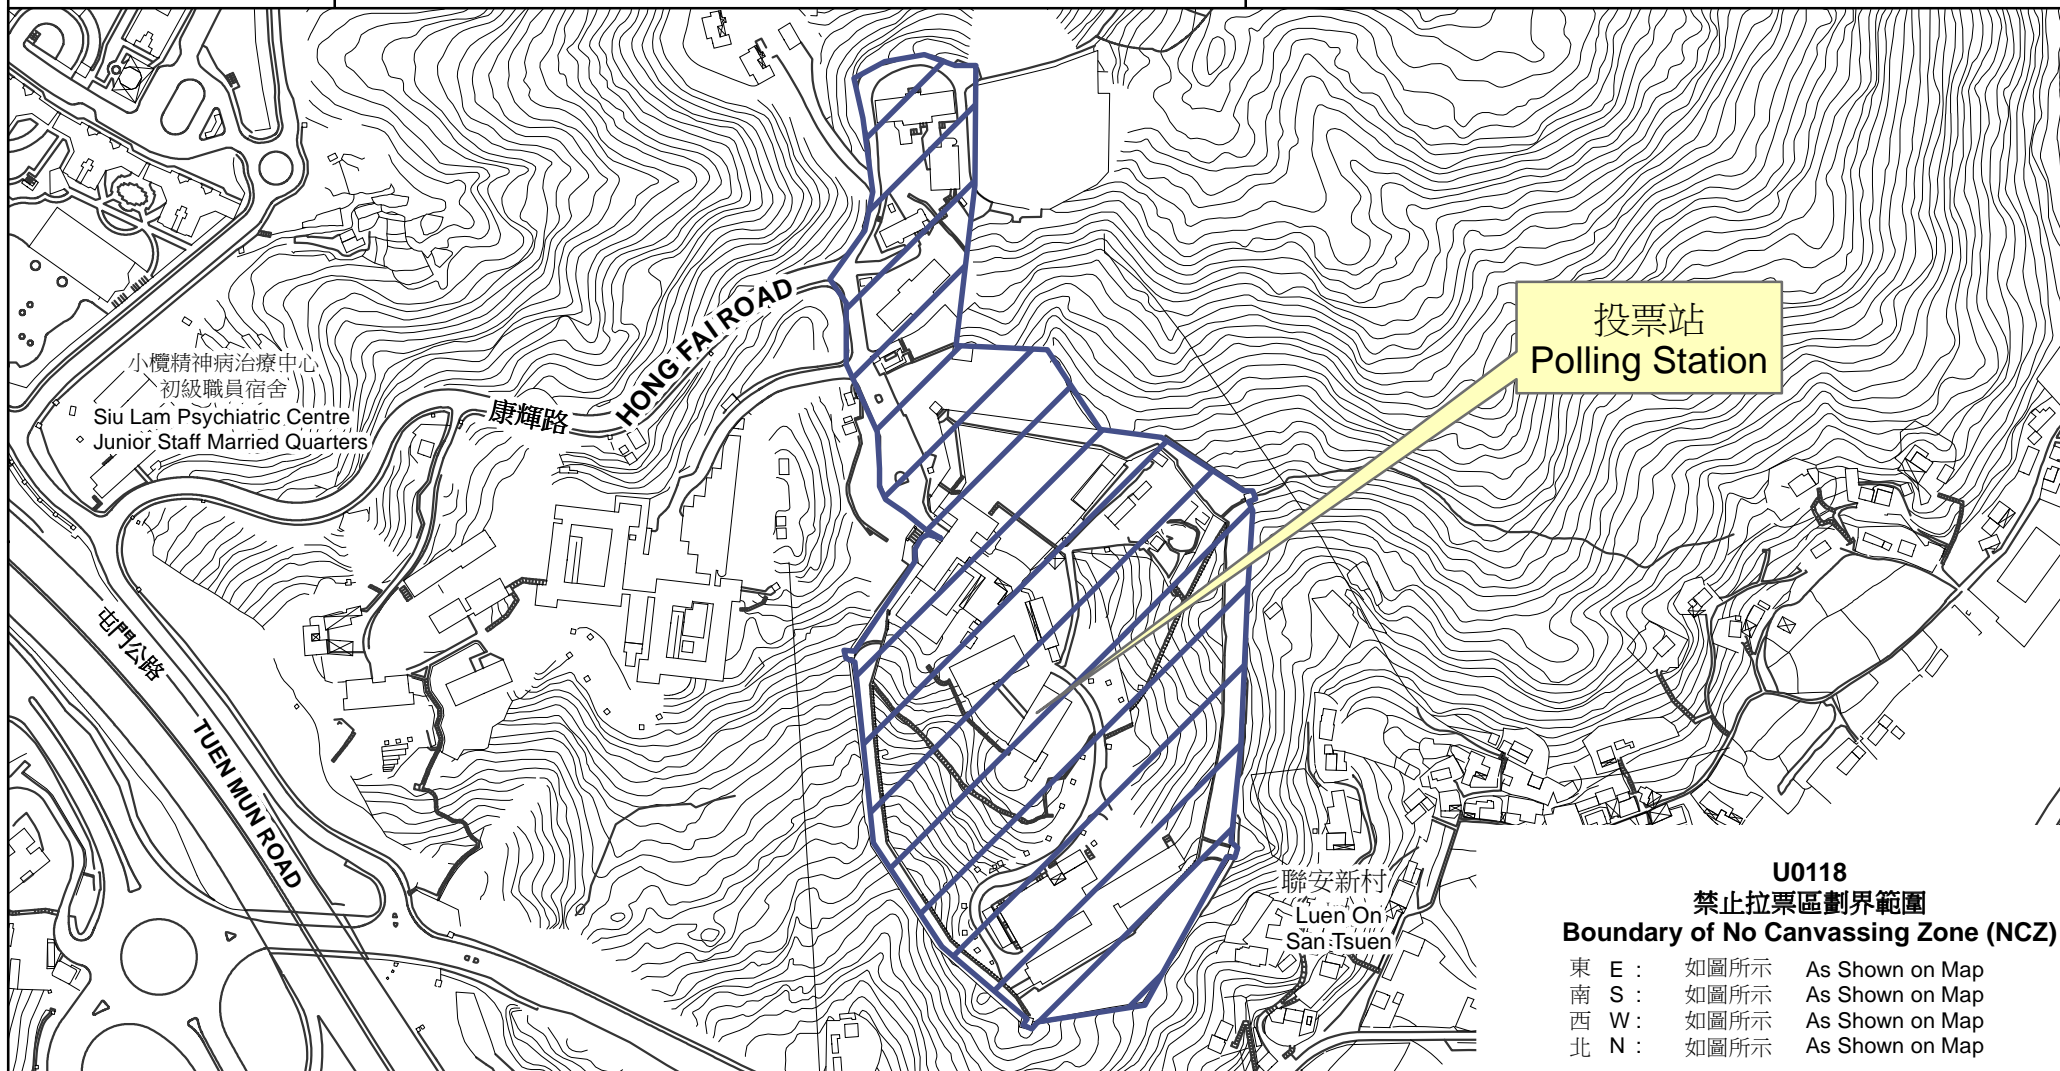 投票站
Polling Station
HONG FAI ROAD
康輝路
小欖精神病治療中心
初級職員宿舍
Siu Lam Psychiatric Centre
Junior Staff Married Quarters
屯門公路
TUEN MUN ROAD
聯安新村
Luen On
San Tsuen
U0118
禁止拉票區劃界範圍
Boundary of No Canvassing Zone (NCZ)
東 E : 如圖所示 As Shown on Map
南 S : 如圖所示 As Shown on Map
西 W : 如圖所示 As Shown on Map
北 N : 如圖所示 As Shown on Map